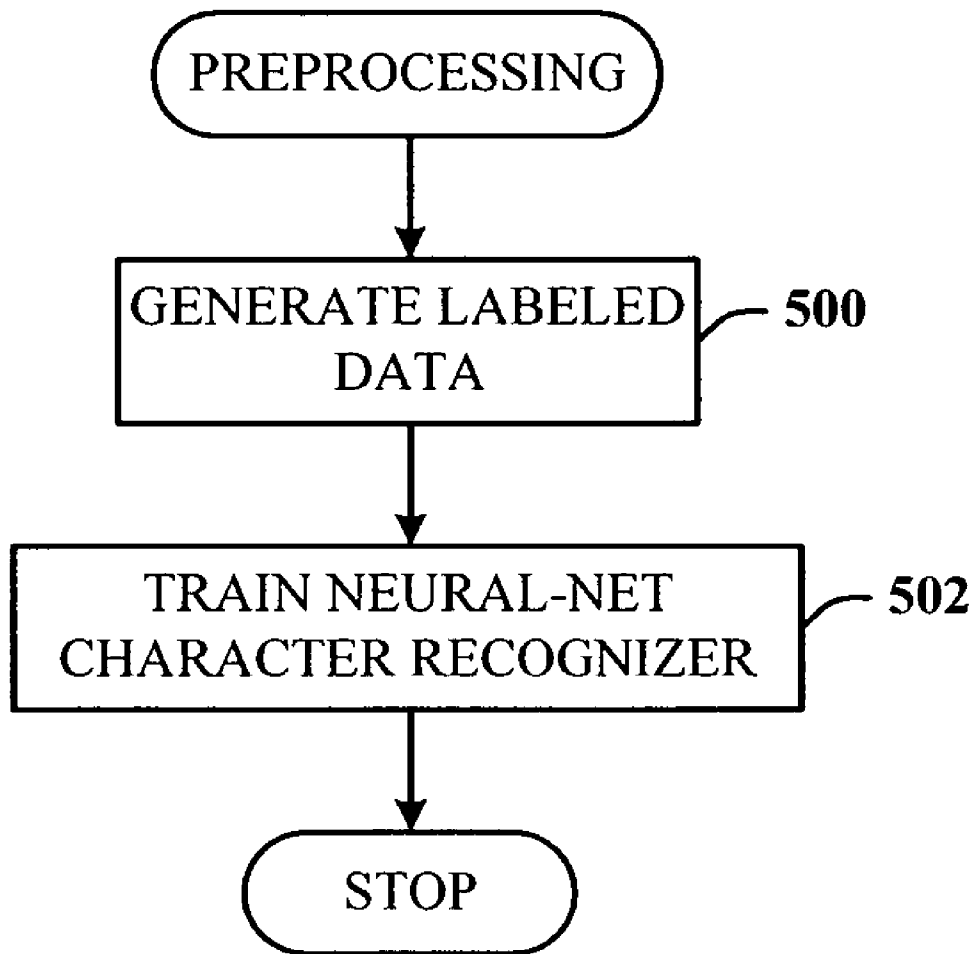 PREPROCESSING
GENERATE LABELED
DATA
500
TRAIN NEURAL-NET
CHARACTER RECOGNIZER
502
STOP